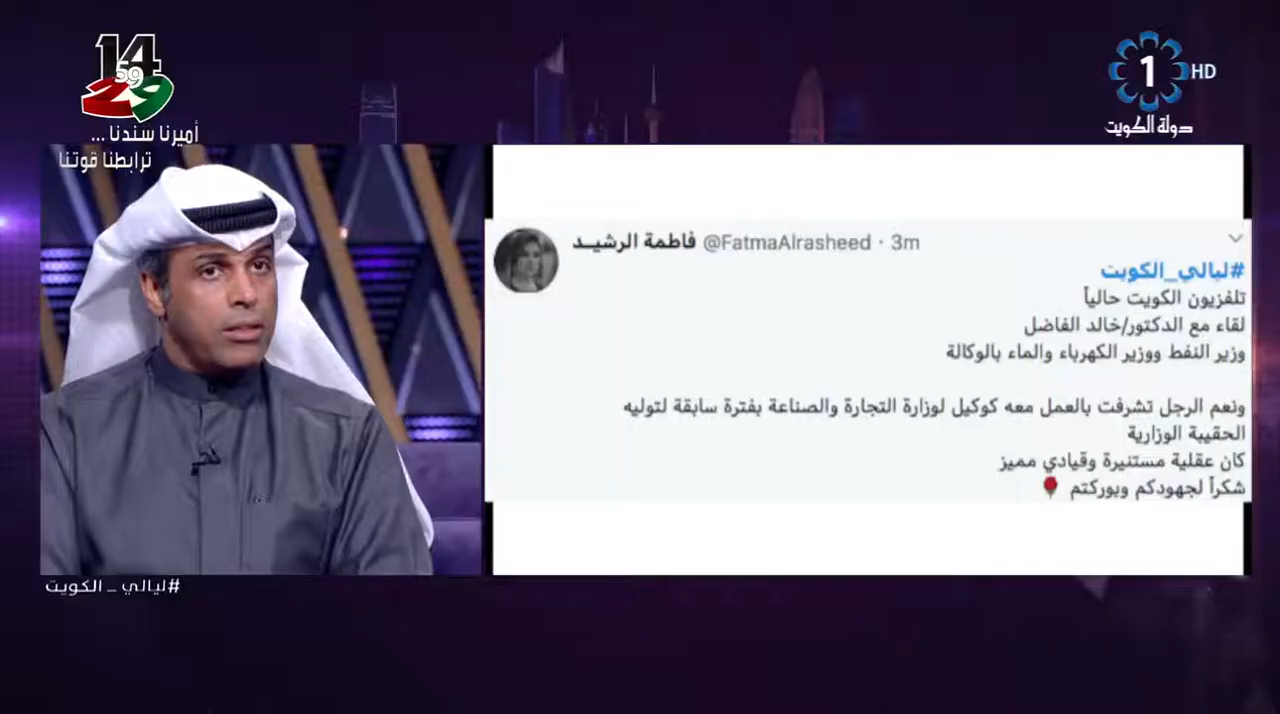 14
59
29
أميرنا سندنا ...
ترابطنا قوتنا
1 HD
دولة الكويت
فاطمة الرشيد @FatmaAlrasheed · 3m
#ليالي_الكويت
تلفزيون الكويت حالياً
لقاء مع الدكتور/خالد الفاضل
وزير النفط ووزير الكهرباء والماء بالوكالة
ونعم الرجل تشرفت بالعمل معه كوكيل لوزارة التجارة والصناعة بفترة سابقة لتوليه
الحقيبة الوزارية
كان عقلية مستنيرة وقيادي مميز
شكراً لجهودكم وبوركتم 🌹
#ليالي _ الكويت